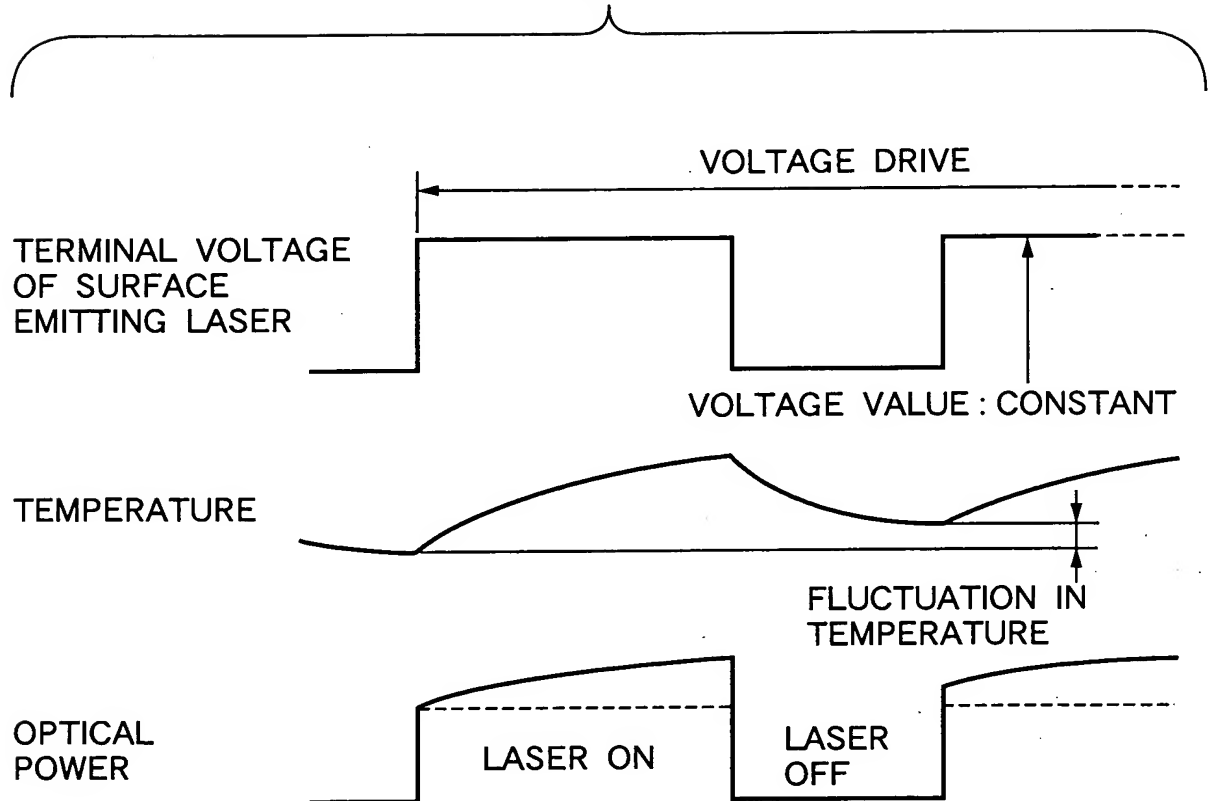 VOLTAGE DRIVE
TERMINAL VOLTAGE
OF SURFACE
EMITTING LASER
VOLTAGE VALUE : CONSTANT
TEMPERATURE
FLUCTUATION IN
TEMPERATURE
OPTICAL
POWER
LASER ON
LASER
OFF